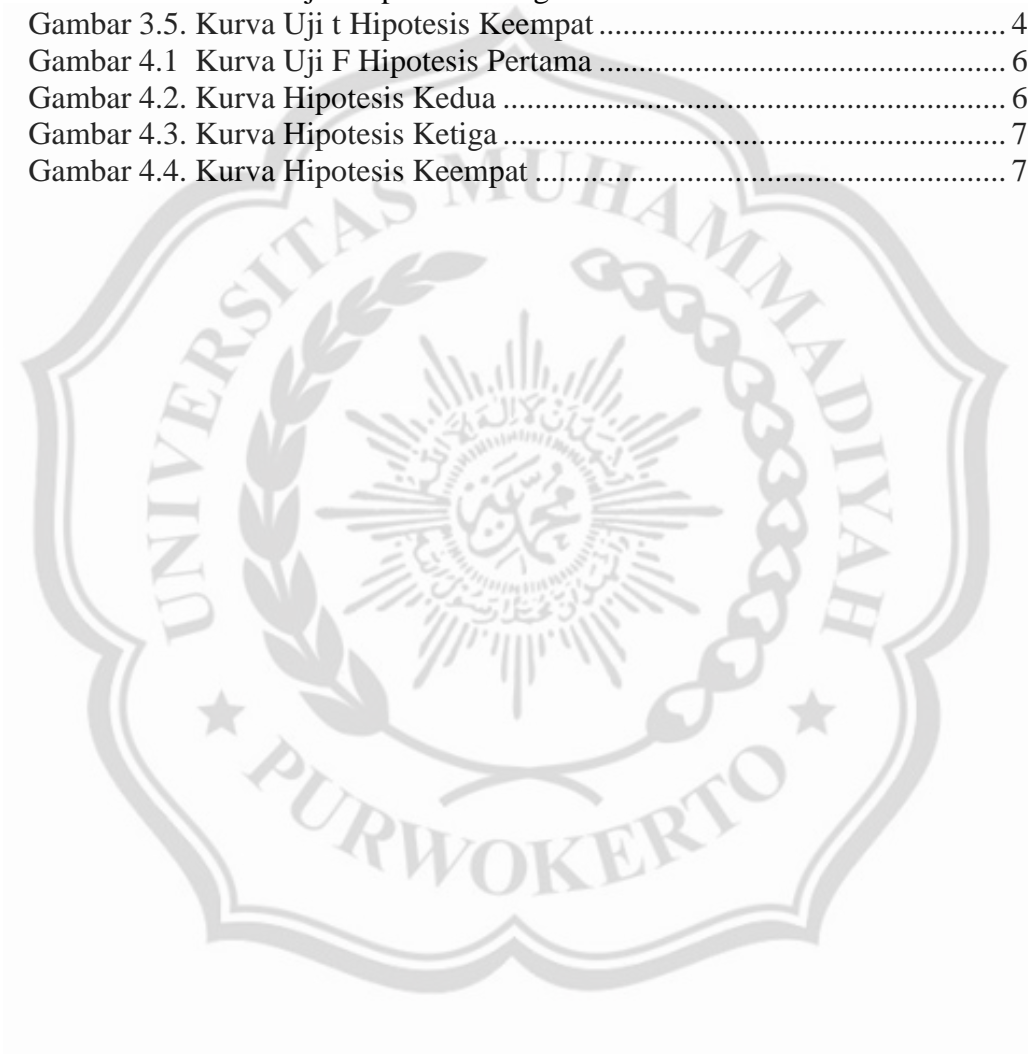 Gambar 3.5. Kurva Uji t Hipotesis Keempat ................................................... 4
Gambar 4.1  Kurva Uji F Hipotesis Pertama ................................................... 6
Gambar 4.2. Kurva Hipotesis Kedua ............................................................... 6
Gambar 4.3. Kurva Hipotesis Ketiga ............................................................... 7
Gambar 4.4. Kurva Hipotesis Keempat ........................................................... 7
UNIVERSITAS MUHAMMADIYAH
PURWOKERTO